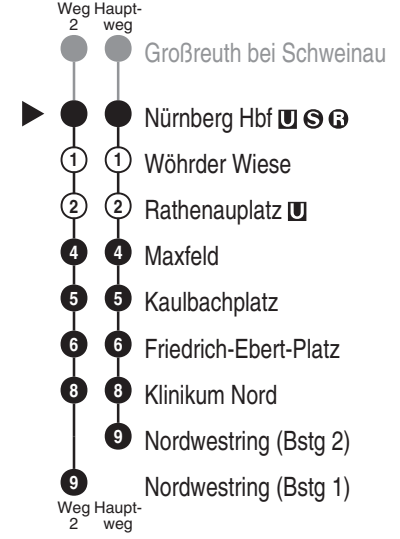 Weg Haupt-
2 weg
Großreuth bei Schweinau
Nürnberg Hbf U S R
1 1 Wöhrder Wiese
2 2 Rathenauplatz U
4 4 Maxfeld
5 5 Kaulbachplatz
6 6 Friedrich-Ebert-Platz
8 8 Klinikum Nord
9 Nordwestring (Bstg 2)
9 Nordwestring (Bstg 1)
Weg Haupt-
2 weg